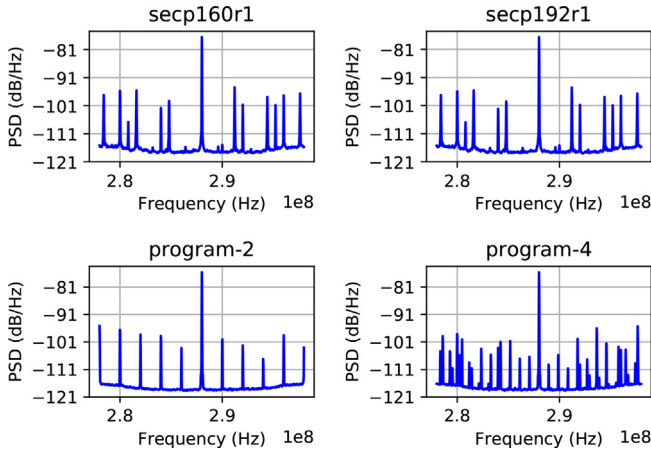 secp160r1
secp192r1
PSD (dB/Hz)
−81
−91
−101
−111
−121
2.8
2.9
Frequency (Hz)
1e8
PSD (dB/Hz)
−81
−91
−101
−111
−121
2.8
2.9
Frequency (Hz)
1e8
program-2
program-4
PSD (dB/Hz)
−81
−91
−101
−111
−121
2.8
2.9
Frequency (Hz)
1e8
PSD (dB/Hz)
−81
−91
−101
−111
−121
2.8
2.9
Frequency (Hz)
1e8